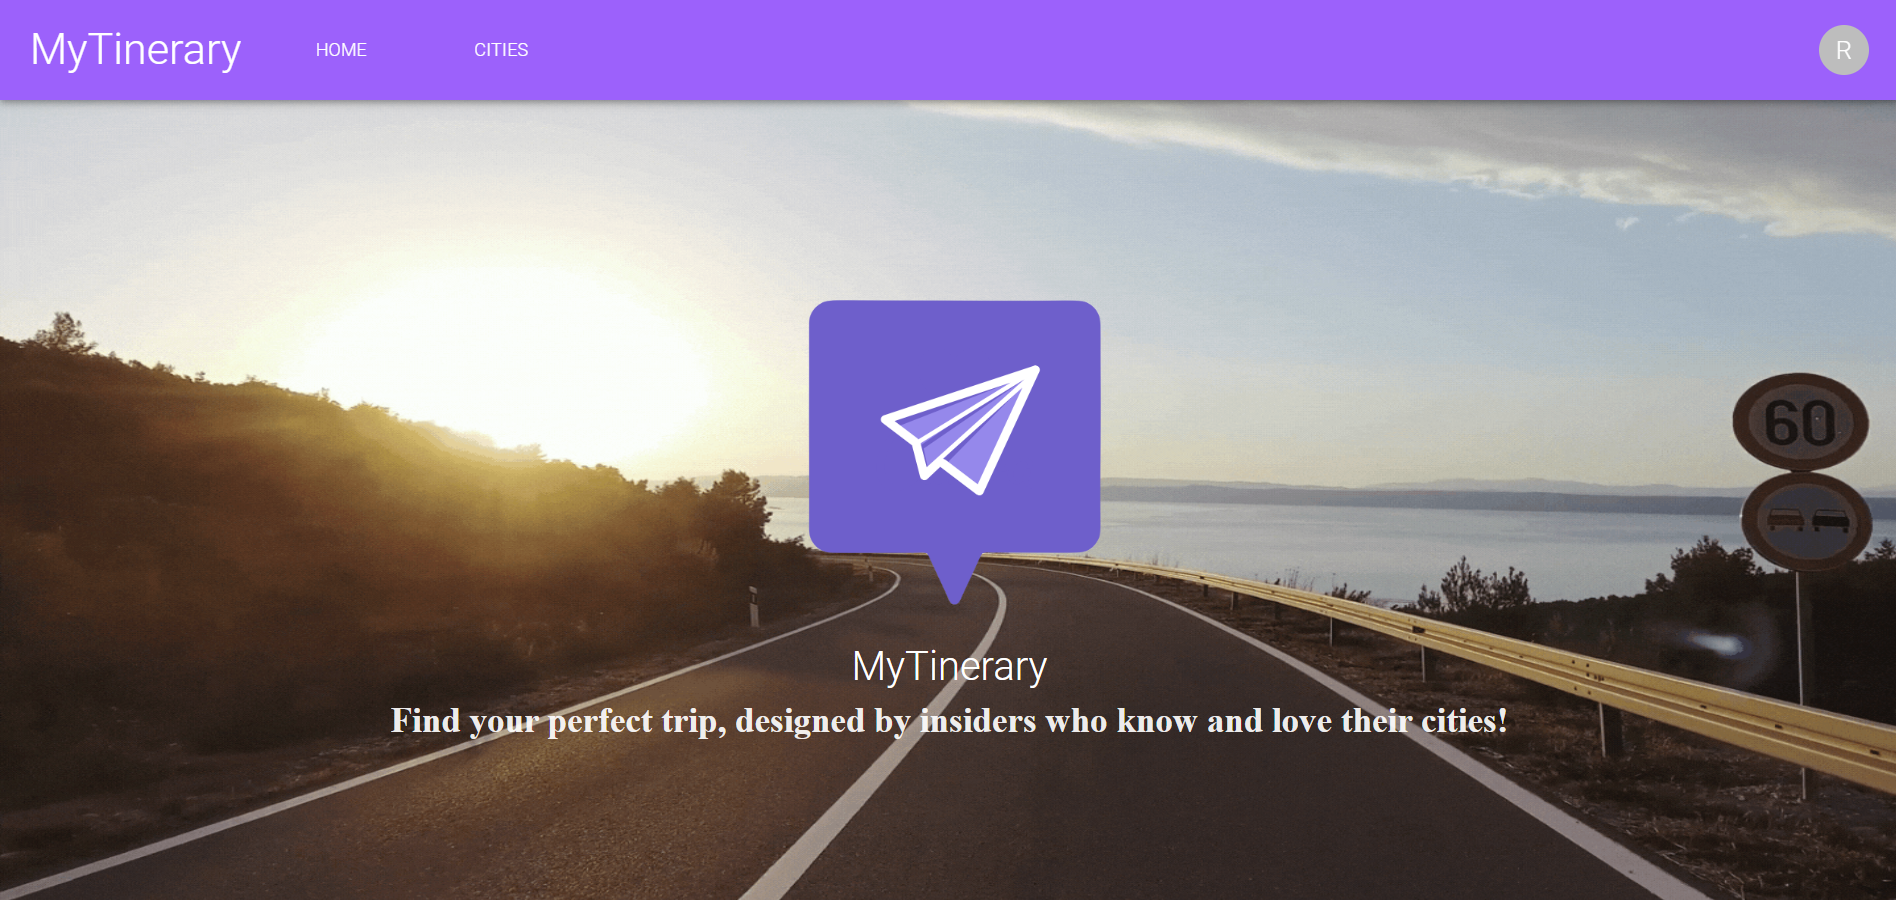 MyTinerary HOME CITIES R
60
MyTinerary
Find your perfect trip, designed by insiders who know and love their cities!